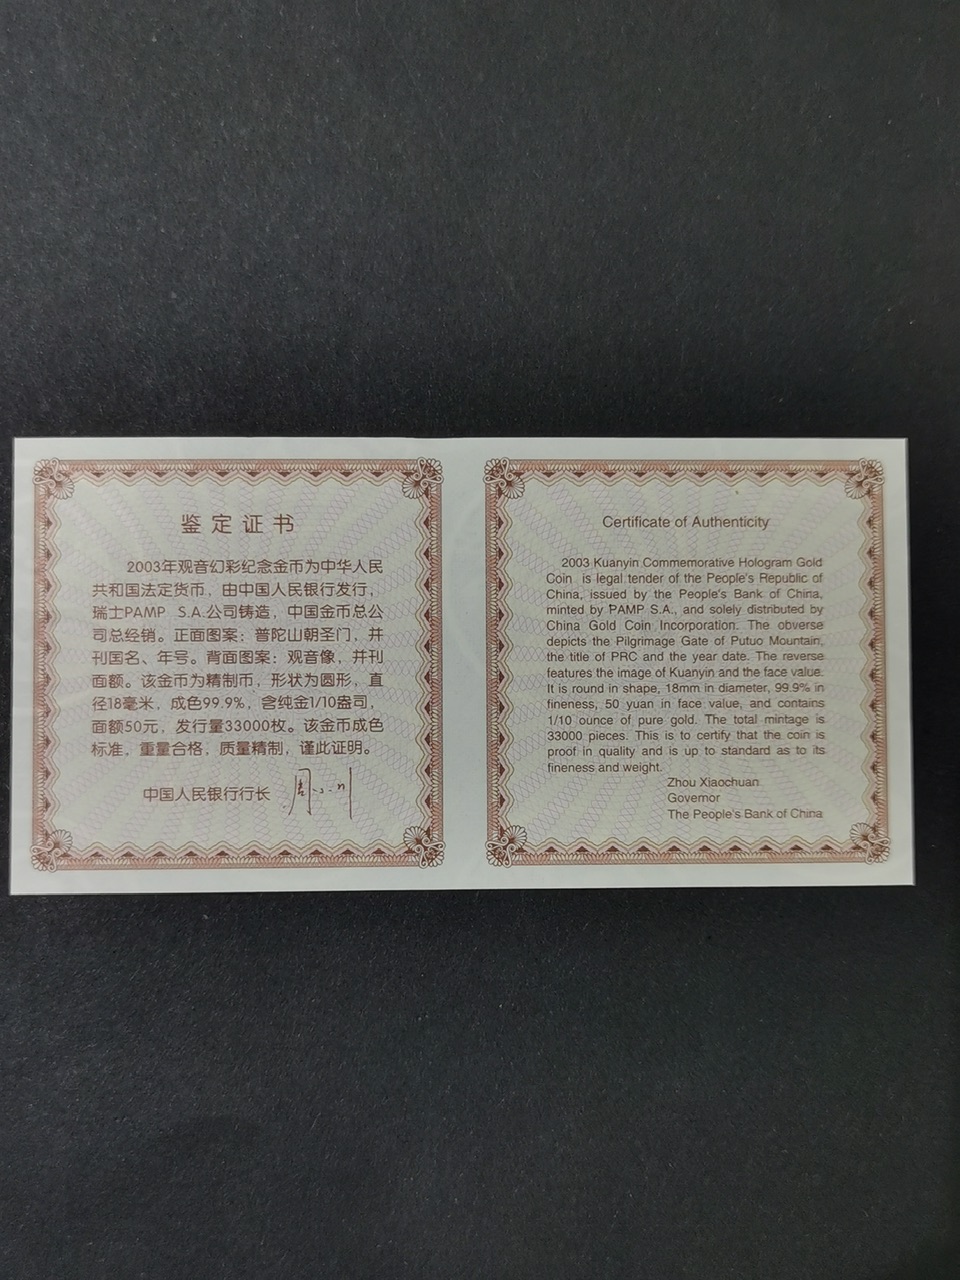 鉴定证书
2003年观音幻彩纪念金币为中华人民
共和国法定货币，由中国人民银行发行，
瑞士PAMP S.A.公司铸造，中国金币总公
司总经销。正面图案：普陀山朝圣门，并
刊国名、年号。背面图案：观音像，并刊
面额。该金币为精制币，形状为圆形，直
径18毫米，成色99.9%，含纯金1/10盎司，
面额50元，发行量33000枚。该金币成色
标准，重量合格，质量精制，谨此证明。
中国人民银行行长 周小川
Certificate of Authenticity
2003 Kuanyin Commemorative Hologram Gold
Coin is legal tender of the People's Republic of
China, issued by the People's Bank of China,
minted by PAMP S.A., and solely distributed by
China Gold Coin Incorporation. The obverse
depicts the Pilgrimage Gate of Putuo Mountain,
the title of PRC and the year date. The reverse
features the image of Kuanyin and the face value.
It is round in shape, 18mm in diameter, 99.9% in
fineness, 50 yuan in face value, and contains
1/10 ounce of pure gold. The total mintage is
33000 pieces. This is to certify that the coin is
proof in quality and is up to standard as to its
fineness and weight.
Zhou Xiaochuan
Governor
The People's Bank of China